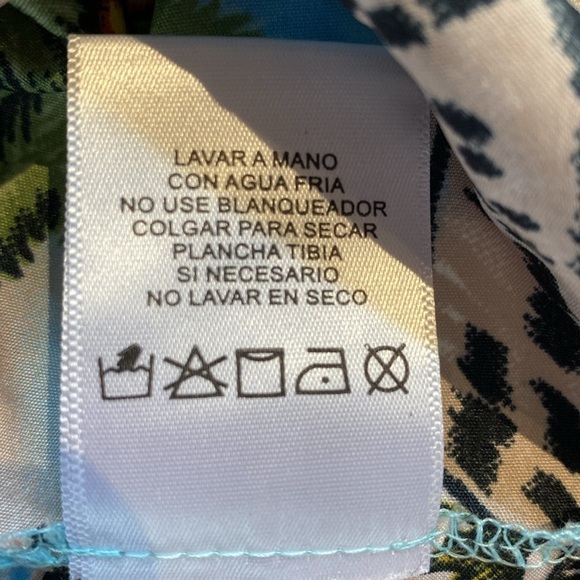 LAVAR A MANO
CON AGUA FRIA
NO USE BLANQUEADOR
COLGAR PARA SECAR
PLANCHA TIBIA
SI NECESARIO
NO LAVAR EN SECO